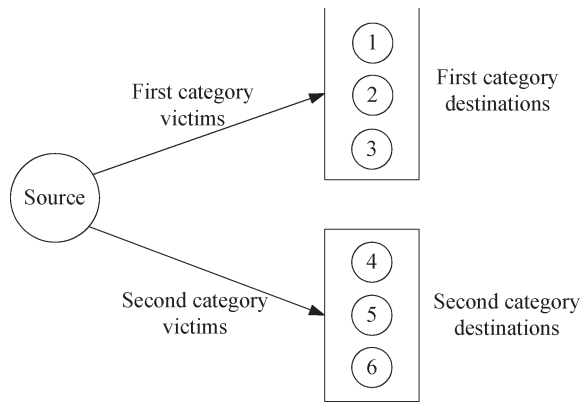 1
First category
victims
2
First category
destinations
3
Source
4
Second category
victims
5
Second category
destinations
6